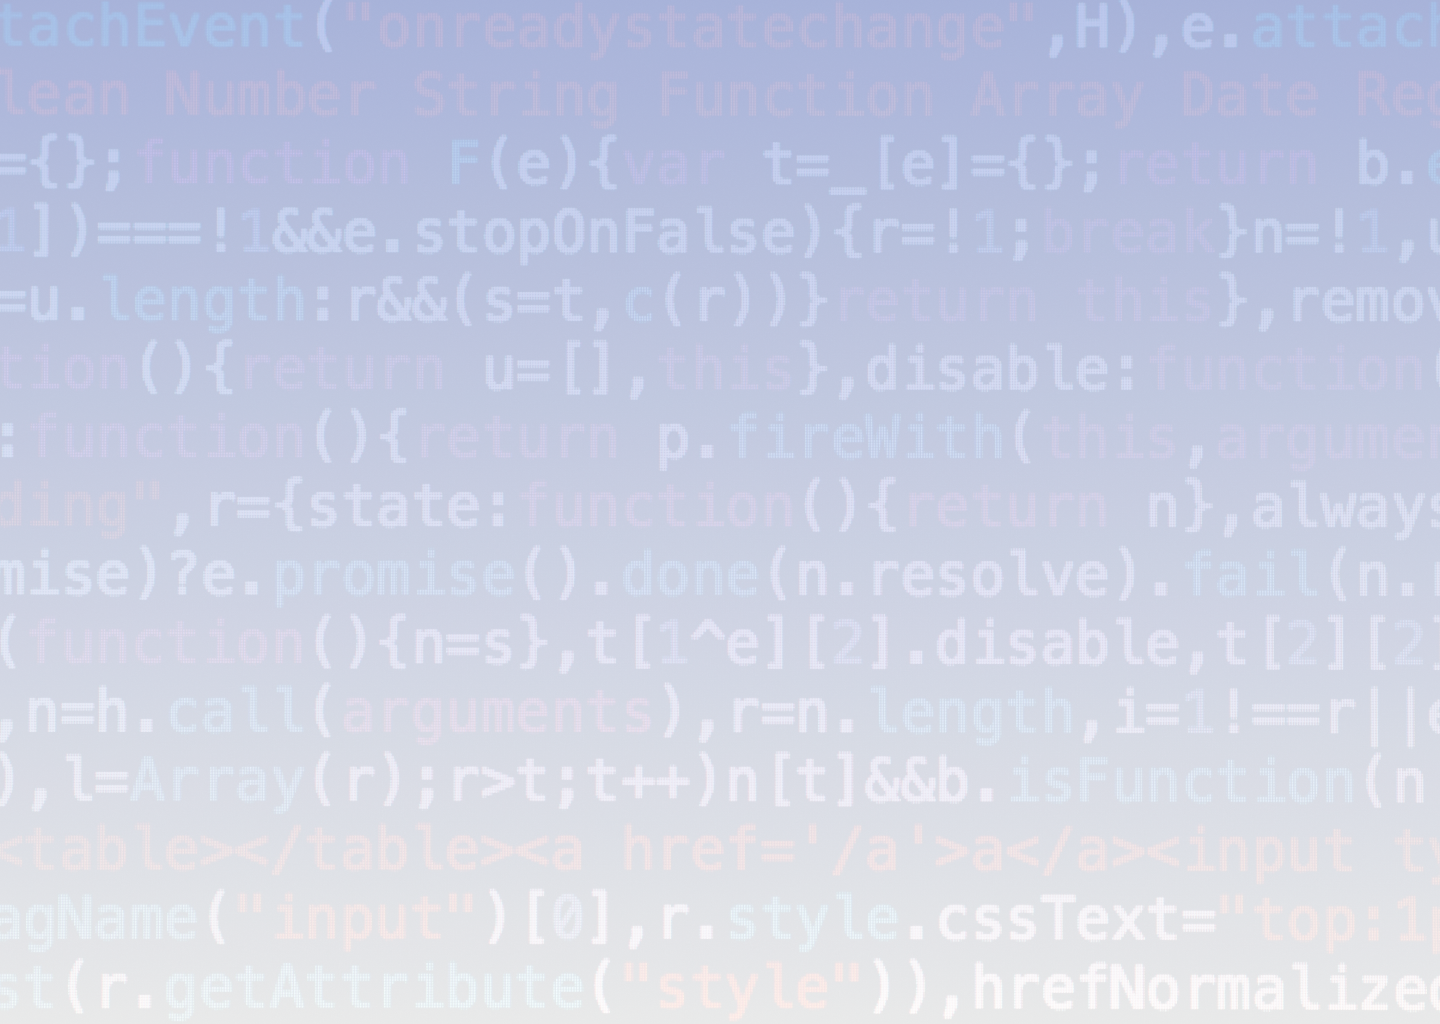 tachEvent("onreadystatechange",H),e.attach
lean Number String Function Array Date Reg
={};function F(e){var t=_[e]={};return b.e
1])===!1&&e.stopOnFalse){r=!1;break}n=!1,u
=u.length:r&&(s=t,c(r))}return this},remov
tion(){return u=[],this},disable:function(
:function(){return p.fireWith(this,argumen
ding",r={state:function(){return n},always
mise)?e.promise().done(n.resolve).fail(n.r
(function(){n=s},t[1^e][2].disable,t[2][2]
,n=h.call(arguments),r=n.length,i=1!==r||e
),l=Array(r);r>t;t++)n[t]&&b.isFunction(n
<table></table><a href='/a'>a</a><input ty
agName("input")[0],r.style.cssText="top:1p
st(r.getAttribute("style")),hrefNormalized